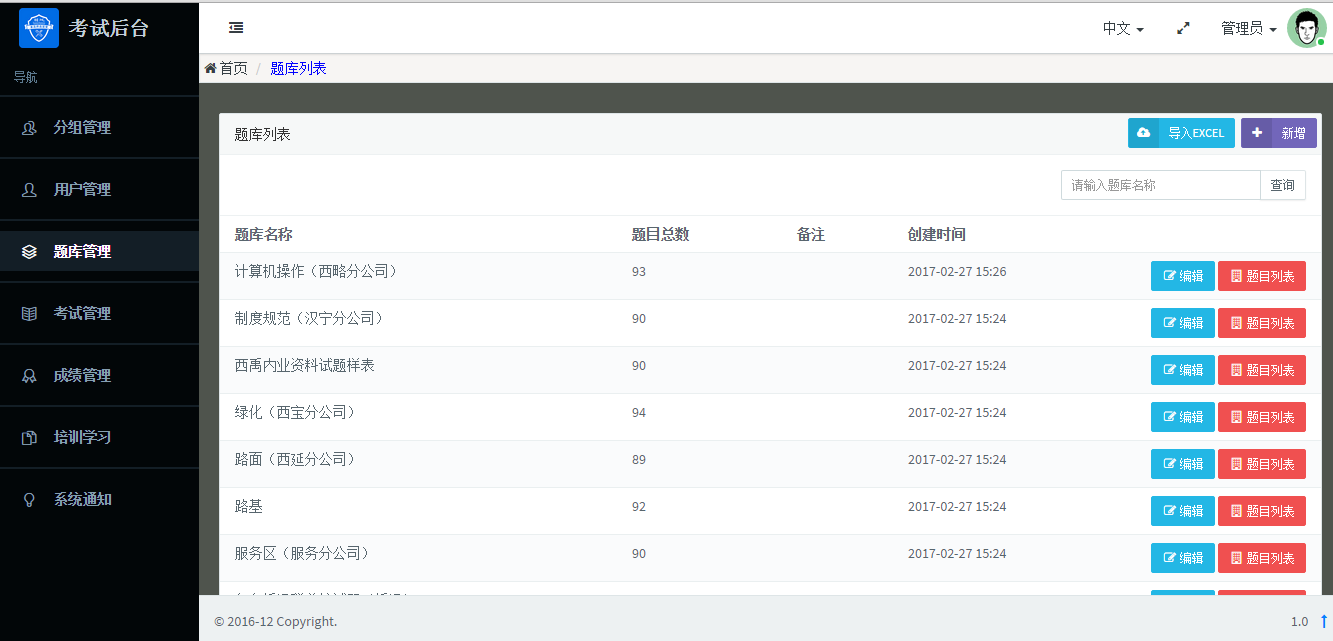 考试后台
中文
管理员
导航
首页 / 题库列表
分组管理
用户管理
题库管理
考试管理
成绩管理
培训学习
系统通知
题库列表
导入EXCEL
新增
请输入题库名称
查询
题库名称 题目总数 备注 创建时间
计算机操作（西略分公司） 93 2017-02-27 15:26 编辑 题目列表
制度规范（汉宁分公司） 90 2017-02-27 15:24 编辑 题目列表
西禹内业资料试题样表 90 2017-02-27 15:24 编辑 题目列表
绿化（西宝分公司） 94 2017-02-27 15:24 编辑 题目列表
路面（西延分公司） 89 2017-02-27 15:24 编辑 题目列表
路基 92 2017-02-27 15:24 编辑 题目列表
服务区（服务分公司） 90 2017-02-27 15:24 编辑 题目列表
© 2016-12 Copyright.
1.0